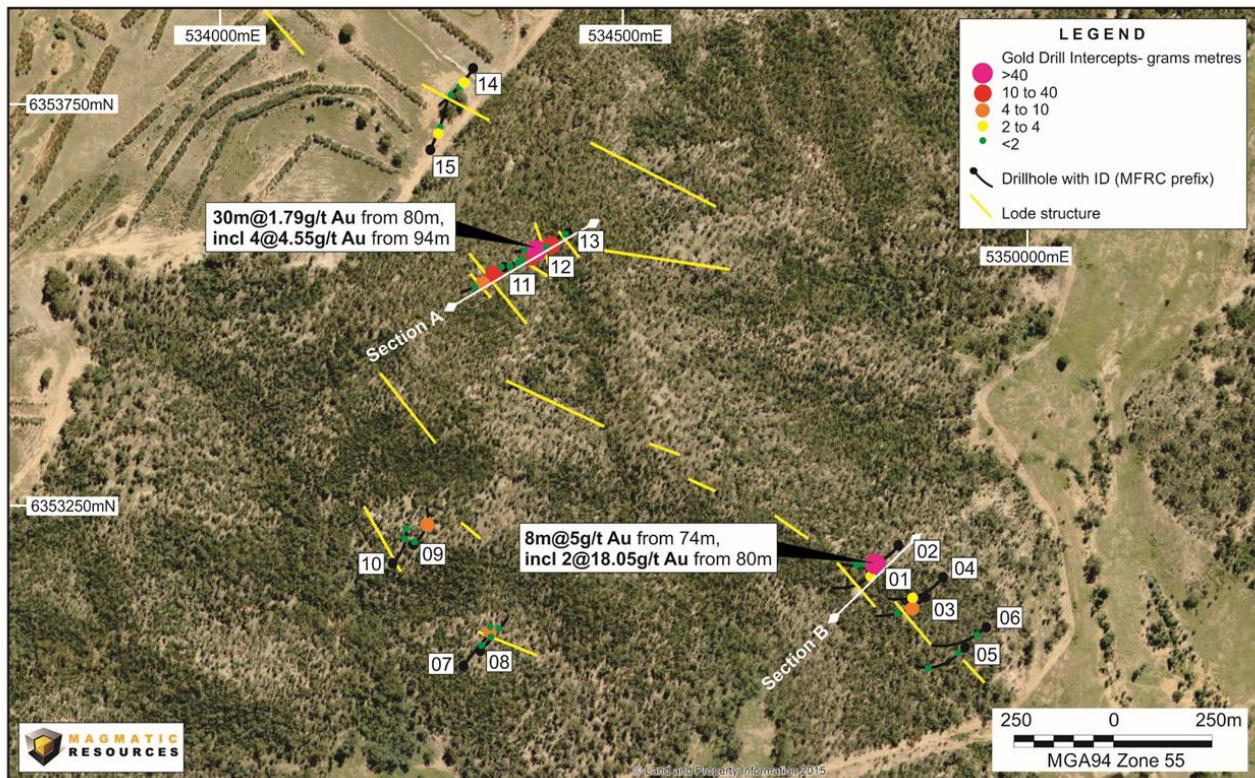 534000mE
534500mE
LEGEND
Gold Drill Intercepts- grams metres
>40
10 to 40
4 to 10
2 to 4
<2
Drillhole with ID (MFRC prefix)
Lode structure
6353750mN
14
15
30m@1.79g/t Au from 80m,
incl 4@4.55g/t Au from 94m
13
12
11
5350000mE
Section A
6353250mN
10
09
8m@5g/t Au from 74m,
incl 2@18.05g/t Au from 80m
02
01
04
03
06
05
07
08
Section B
MAGMATIC
RESOURCES
250 0 250m
MGA94 Zone 55
© Land and Property Information 2015